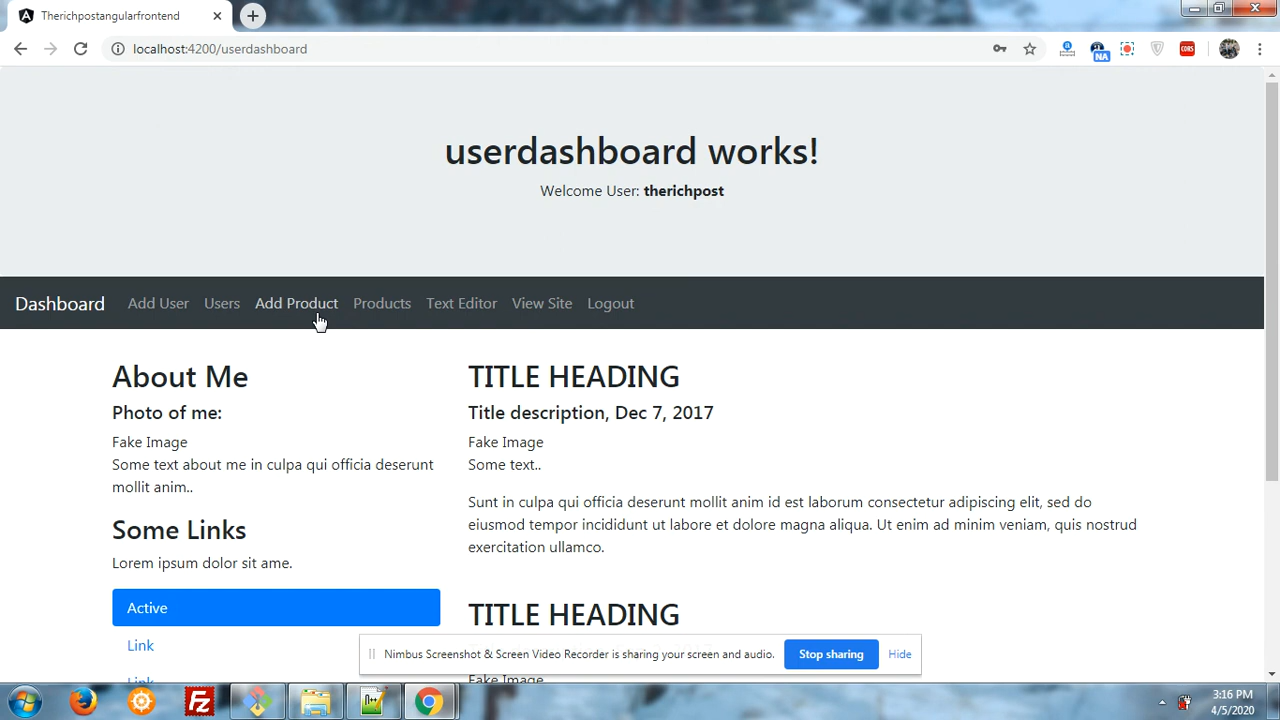 Therichpostangularfrontend
localhost:4200/userdashboard
NA
CORS
userdashboard works!
Welcome User: therichpost
Dashboard Add User Users Add Product Products Text Editor View Site Logout
About Me
Photo of me:
Fake Image
Some text about me in culpa qui officia deserunt
mollit anim..
Some Links
Lorem ipsum dolor sit ame.
Active
Link
Link
TITLE HEADING
Title description, Dec 7, 2017
Fake Image
Some text..
Sunt in culpa qui officia deserunt mollit anim id est laborum consectetur adipiscing elit, sed do
eiusmod tempor incididunt ut labore et dolore magna aliqua. Ut enim ad minim veniam, quis nostrud
exercitation ullamco.
TITLE HEADING
Nimbus Screenshot & Screen Video Recorder is sharing your screen and audio. Stop sharing Hide
Fake Image
3:16 PM
4/5/2020